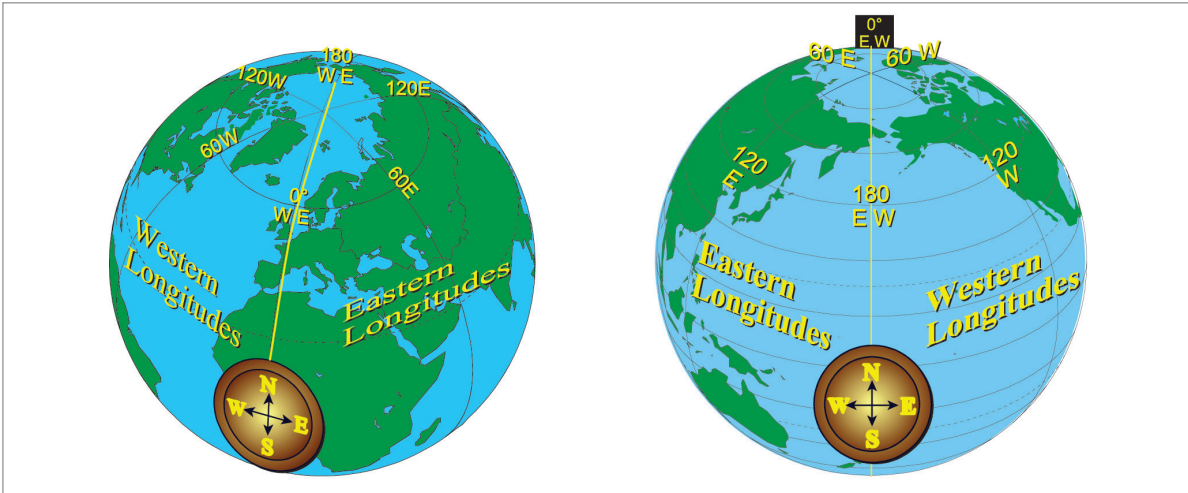 180
W E
120W
120E
60W
60E
0°
W E
Western
Longitudes
Eastern
Longitudes
N
W E
S
0°
E W
60 E
60 W
120
E
120
W
180
E W
Eastern
Longitudes
Western
Longitudes
N
W E
S